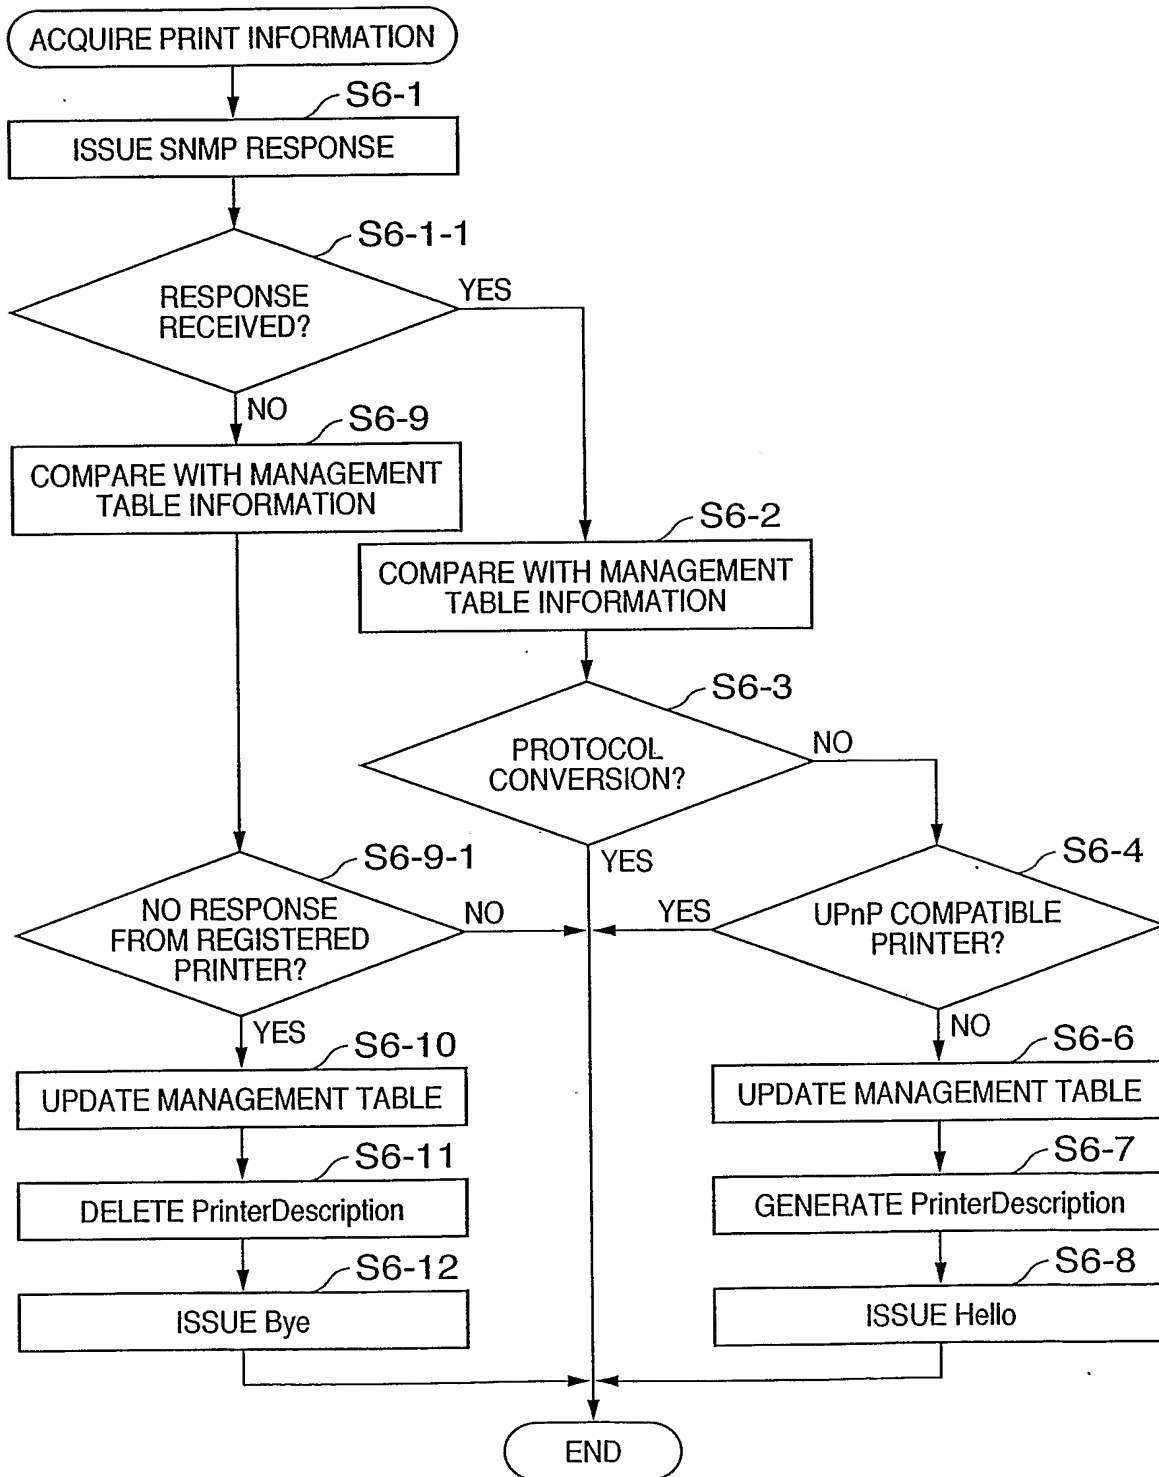 ACQUIRE PRINT INFORMATION
S6-1
ISSUE SNMP RESPONSE
S6-1-1
RESPONSE
RECEIVED?
YES
NO
S6-9
COMPARE WITH MANAGEMENT
TABLE INFORMATION
S6-2
COMPARE WITH MANAGEMENT
TABLE INFORMATION
S6-3
PROTOCOL
CONVERSION?
NO
YES
S6-9-1
NO RESPONSE
FROM REGISTERED
PRINTER?
NO
YES
S6-4
UPnP COMPATIBLE
PRINTER?
YES
NO
S6-10
UPDATE MANAGEMENT TABLE
S6-11
DELETE PrinterDescription
S6-12
ISSUE Bye
S6-6
UPDATE MANAGEMENT TABLE
S6-7
GENERATE PrinterDescription
S6-8
ISSUE Hello
END